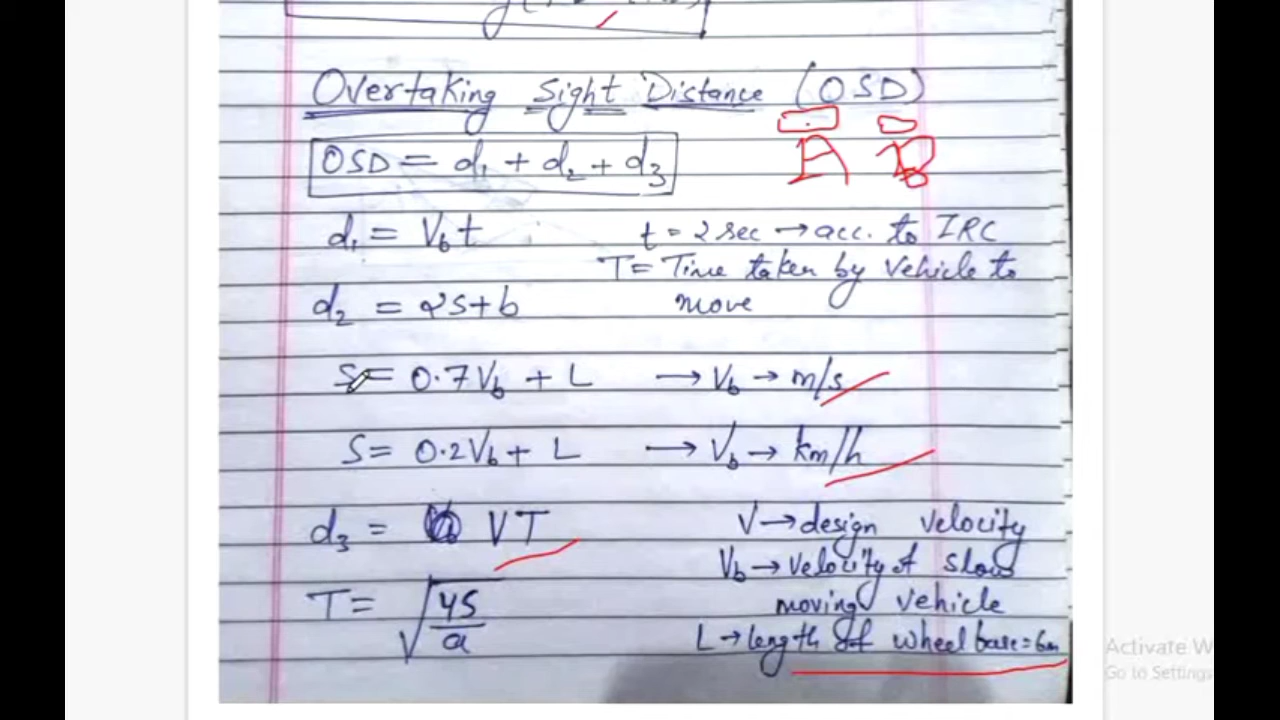 Overtaking Sight Distance (OSD)
A B
OSD = d₁ + d₂ + d₃
d₁ = Vb t t = 2 sec → acc. to IRC
T = Time taken by vehicle to
d₂ = 2S + b move
S = 0.7Vb + L → Vb → m/s
S = 0.2Vb + L → Vb → km/h
d₃ = VT V → design velocity
Vb → velocity of slow
T = √(4S/a) moving vehicle
L → length of wheel base = 6m
Activate W
Go to Settings